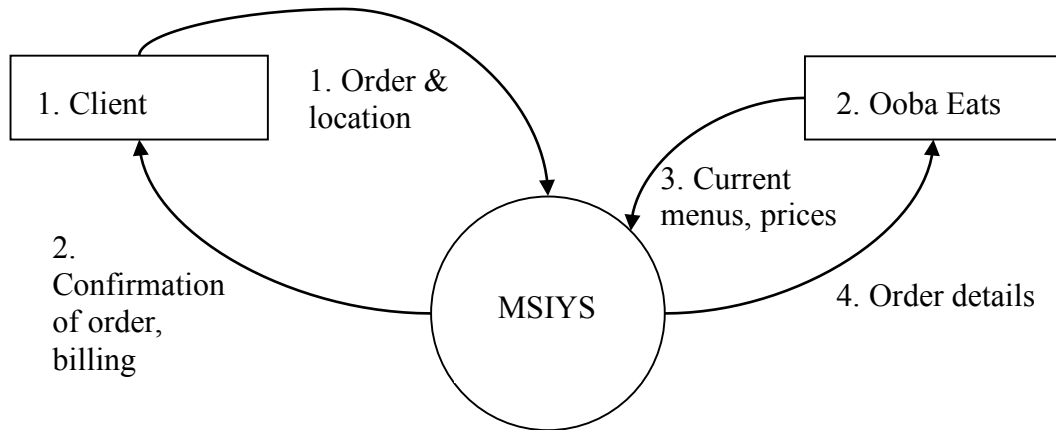 1. Client
1. Order &
location
2. Ooba Eats
3. Current
menus, prices
2.
Confirmation
of order,
billing
MSIYS
4. Order details